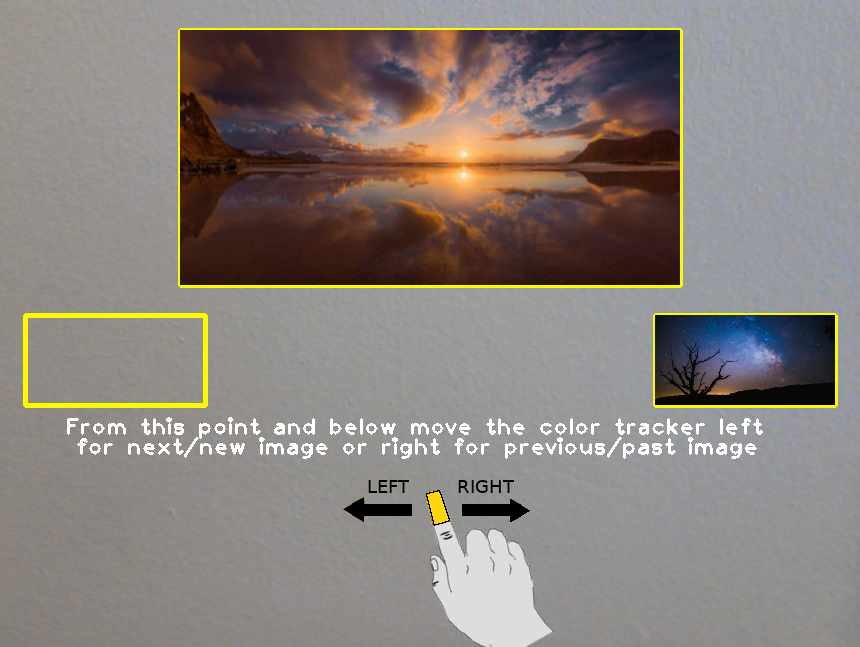 From this point and below move the color tracker left
for next/new image or right for previous/past image
LEFT RIGHT